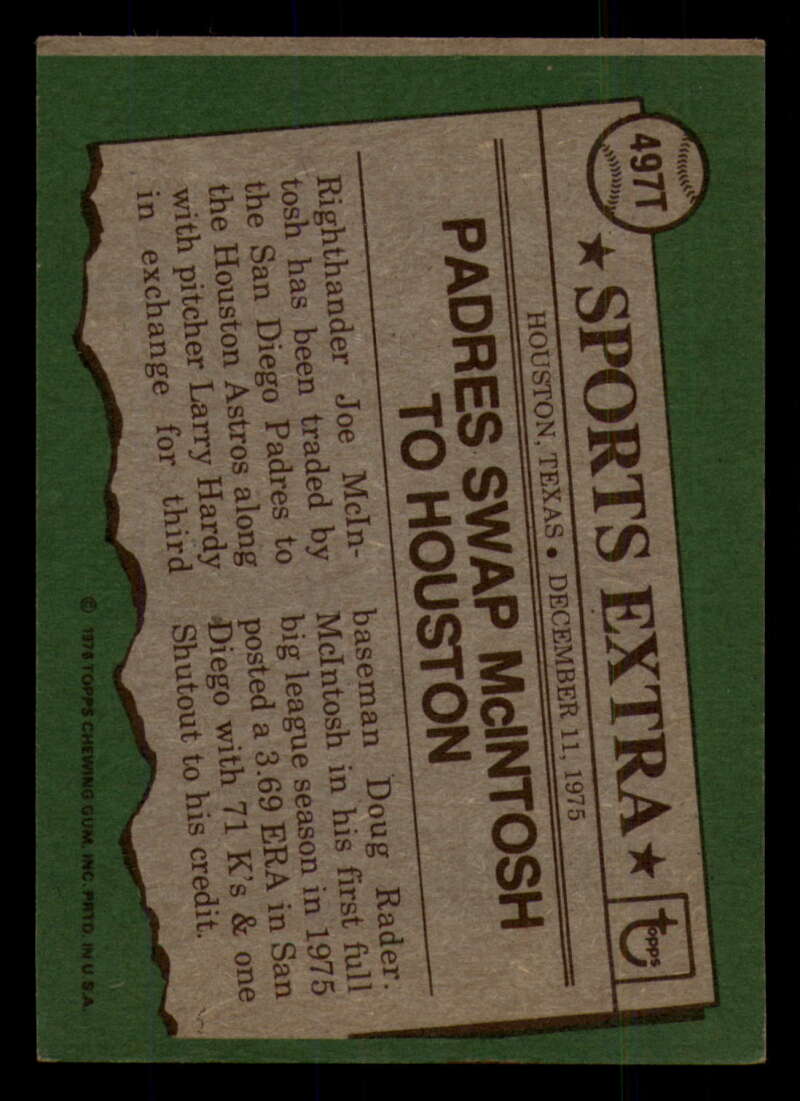 497T
★ SPORTS EXTRA ★
topps
HOUSTON, TEXAS • DECEMBER 11, 1975
PADRES SWAP McINTOSH
TO HOUSTON
Righthander Joe McIn-
tosh has been traded by
the San Diego Padres to
the Houston Astros along
with pitcher Larry Hardy
in exchange for third
baseman Doug Rader.
McIntosh in his first full
big league season in 1975
posted a 3.69 ERA in San
Diego with 71 K's & one
Shutout to his credit.
© 1976 TOPPS CHEWING GUM, INC. PRTD. IN U.S.A.